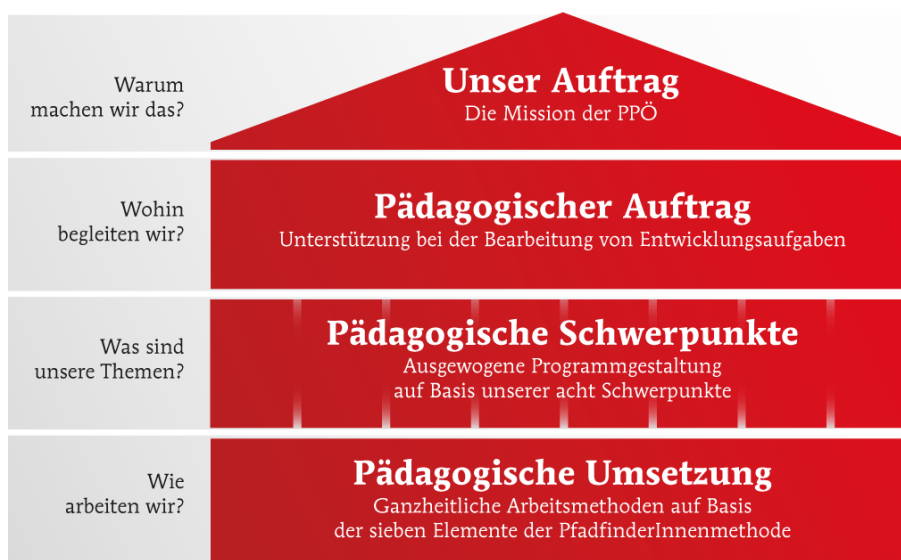 Warum
machen wir das?
Unser Auftrag
Die Mission der PPÖ
Wohin
begleiten wir?
Pädagogischer Auftrag
Unterstützung bei der Bearbeitung von Entwicklungsaufgaben
Was sind
unsere Themen?
Pädagogische Schwerpunkte
Ausgewogene Programmgestaltung
auf Basis unserer acht Schwerpunkte
Wie
arbeiten wir?
Pädagogische Umsetzung
Ganzheitliche Arbeitsmethoden auf Basis
der sieben Elemente der PfadfinderInnenmethode